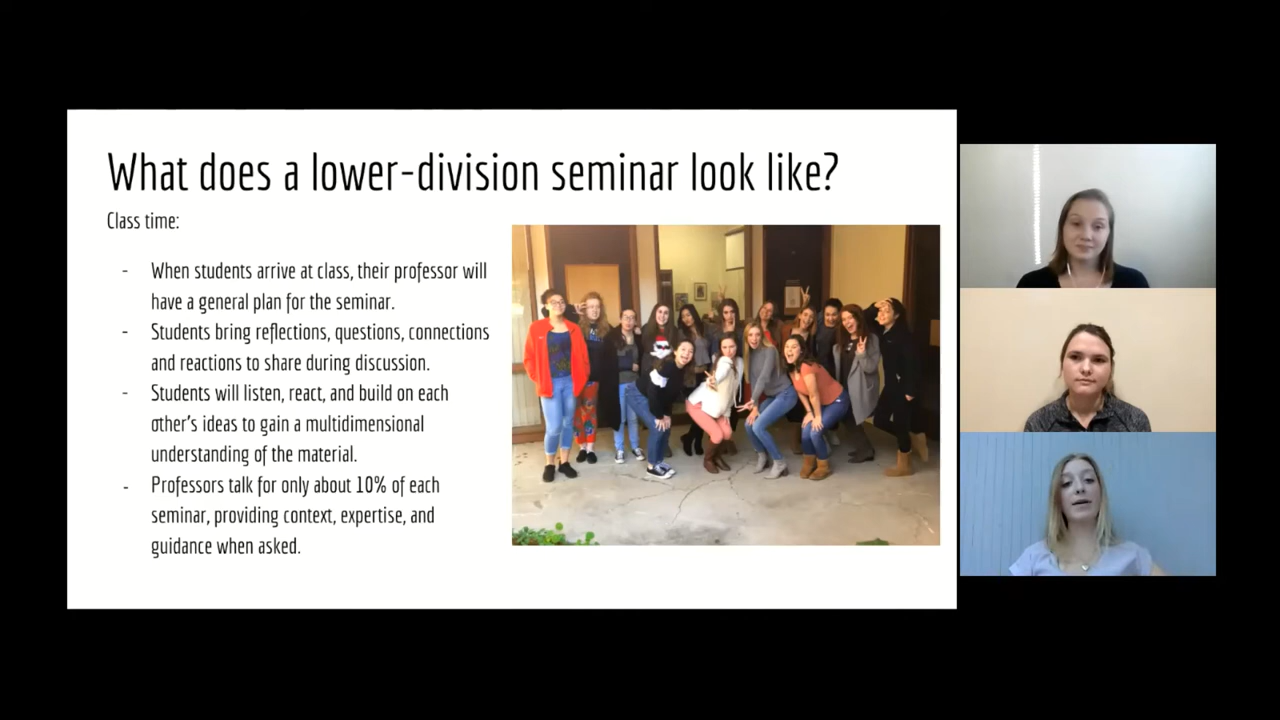 What does a lower-division seminar look like?
Class time:
- When students arrive at class, their professor will
have a general plan for the seminar.
- Students bring reflections, questions, connections
and reactions to share during discussion.
- Students will listen, react, and build on each
other's ideas to gain a multidimensional
understanding of the material.
- Professors talk for only about 10% of each
seminar, providing context, expertise, and
guidance when asked.